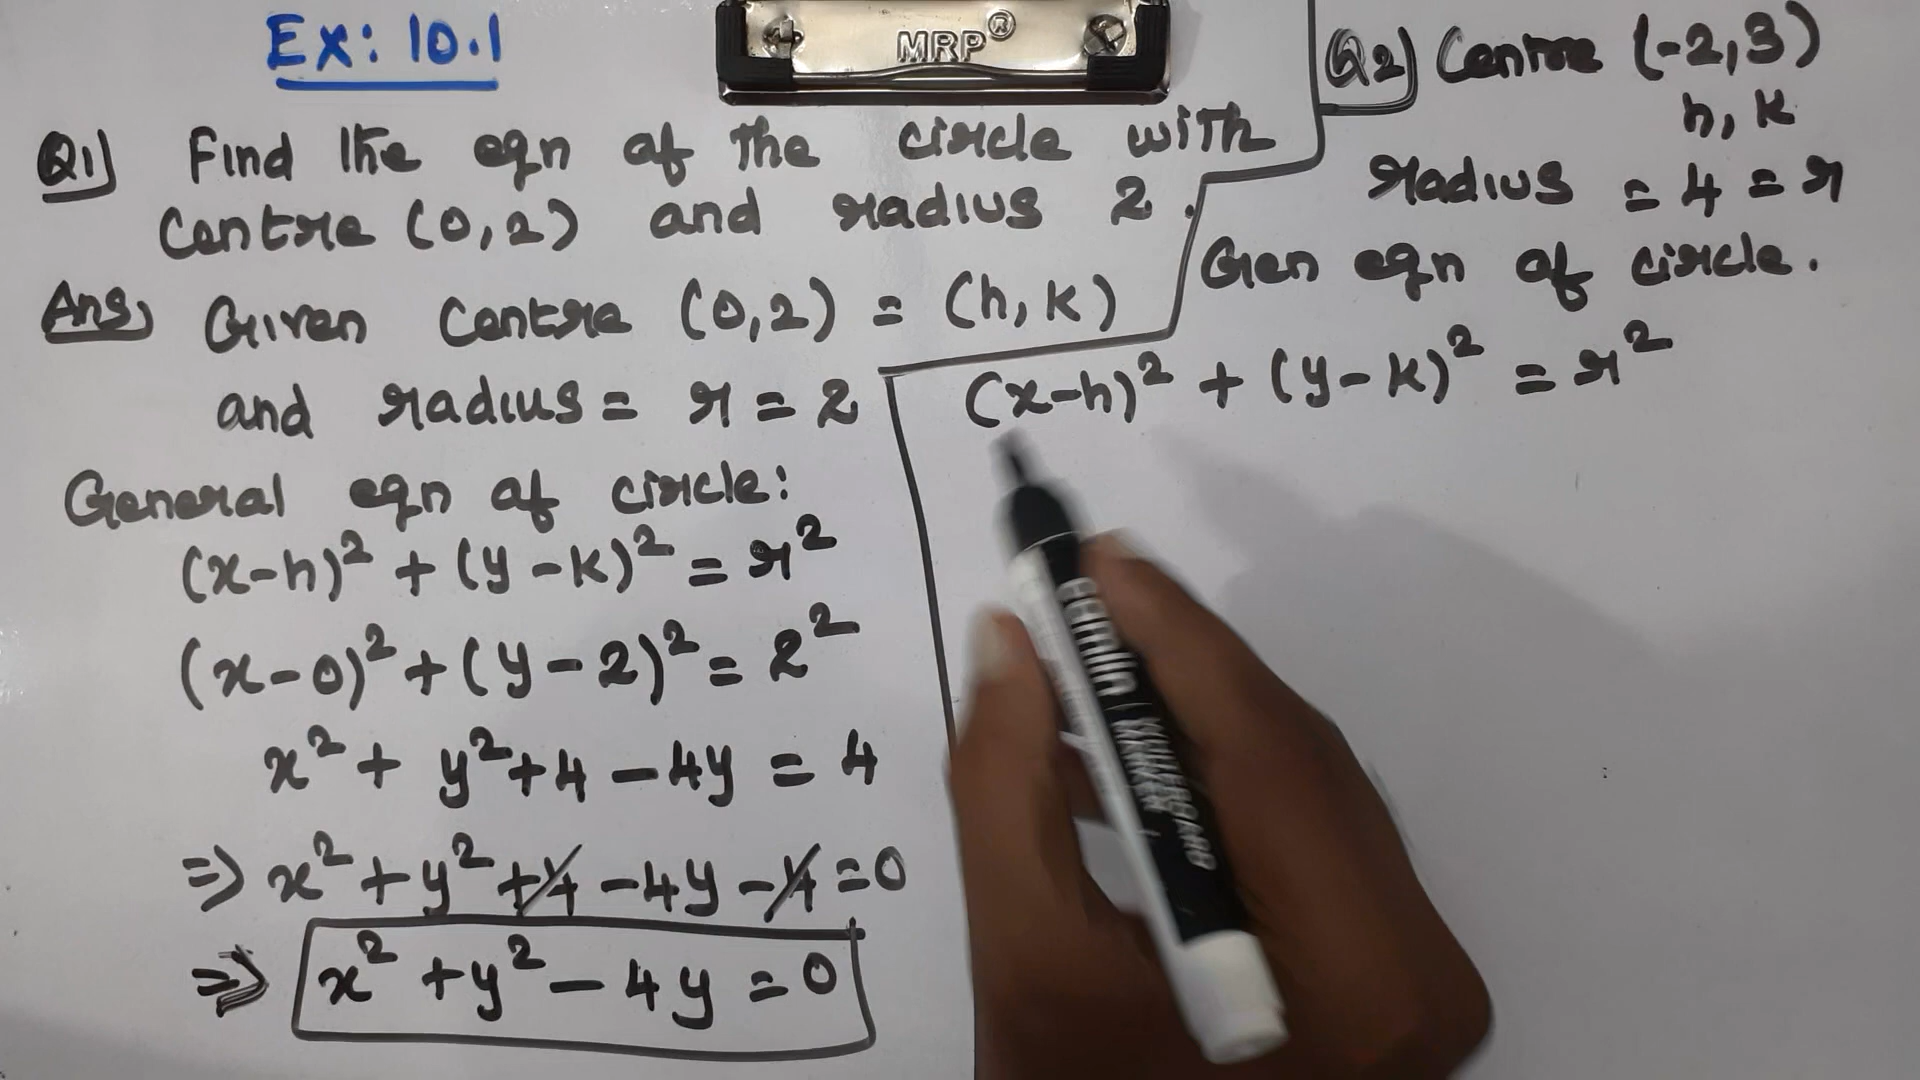 Ex: 10.1
MRP®
Q1) Find the eqn of the circle with
Centre (0,2) and radius 2.
Ans) Given Centre (0,2) = (h, k)
and radius = r = 2
General eqn of circle:
(x-h)² + (y-k)² = r²
(x-0)² + (y-2)² = 2²
x² + y² + 4 - 4y = 4
⇒ x² + y² + 4 - 4y - 4 = 0
⇒ x² + y² - 4y = 0
Q2) Centre (-2,3)
h, k
radius = 4 = r
Gen eqn of circle.
(x-h)² + (y-k)² = r²
camlin WHITEBOARD
MARKER